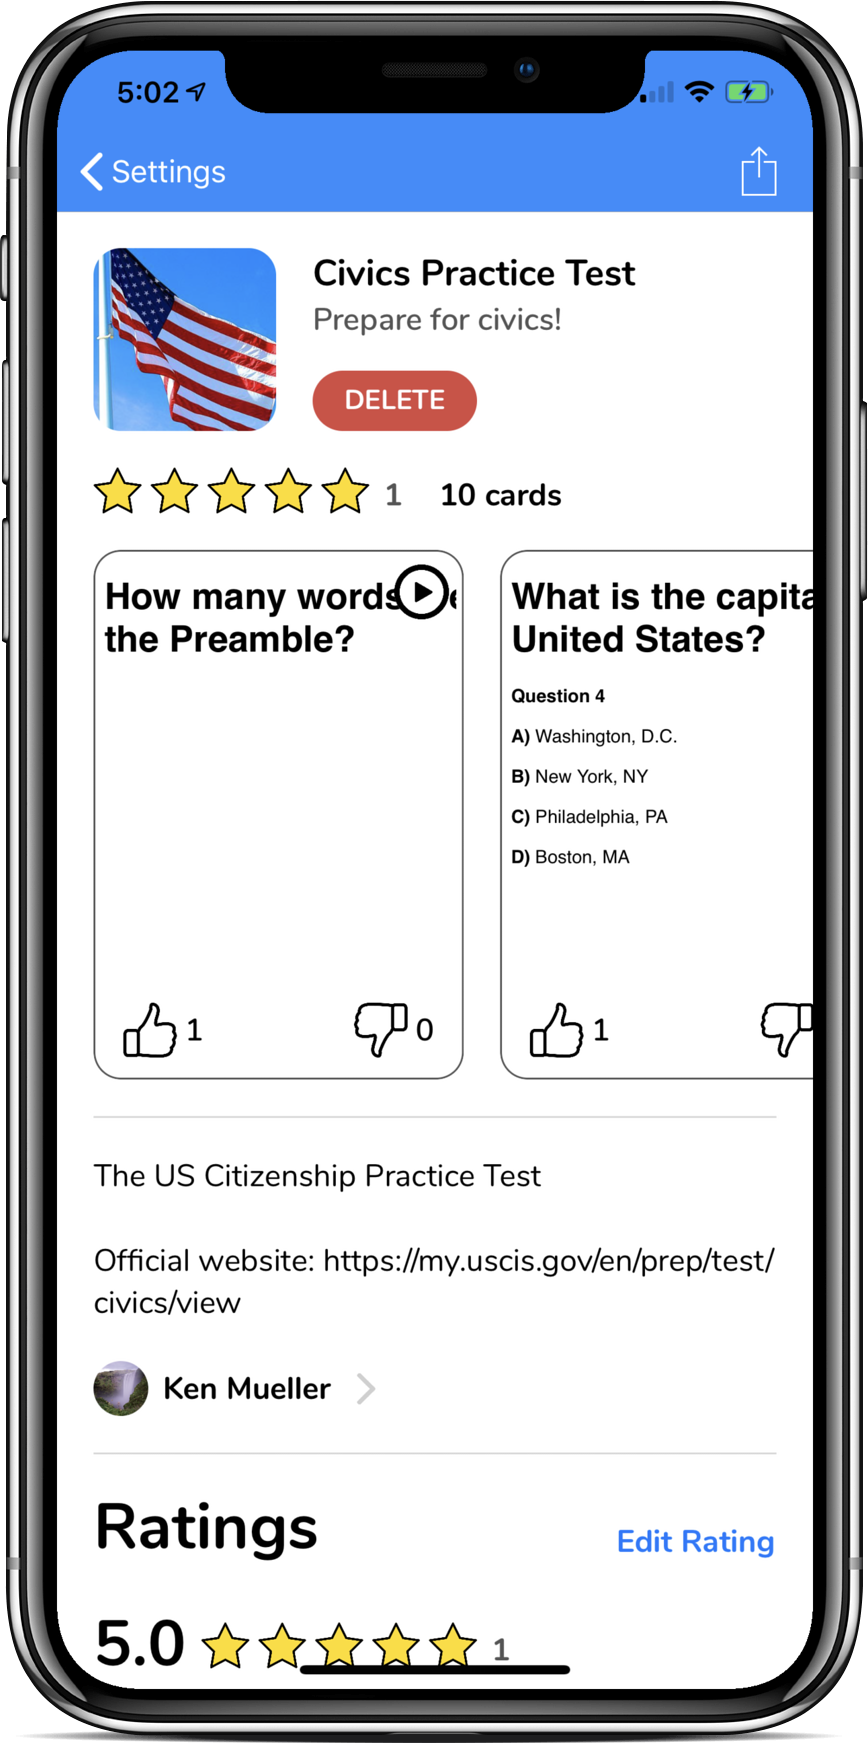 5:02
Settings
Civics Practice Test
Prepare for civics!
DELETE
1 10 cards
How many words
the Preamble?
1 0
What is the capita
United States?
Question 4
A) Washington, D.C.
B) New York, NY
C) Philadelphia, PA
D) Boston, MA
1
The US Citizenship Practice Test
Official website: https://my.uscis.gov/en/prep/test/
civics/view
Ken Mueller
Ratings
Edit Rating
5.0 1